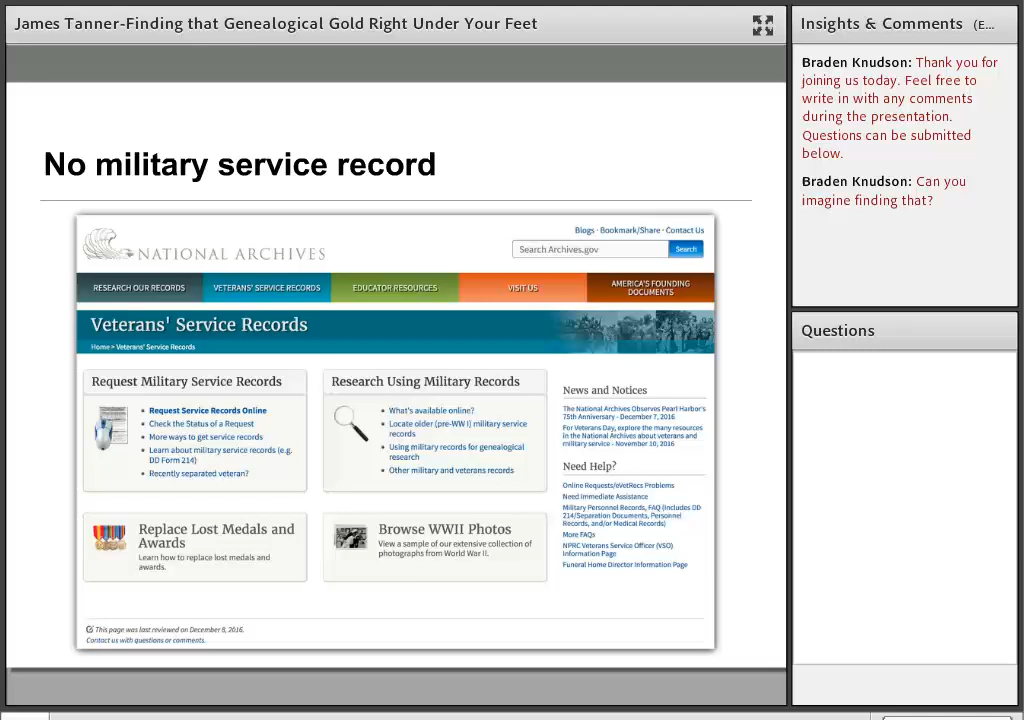 James Tanner-Finding that Genealogical Gold Right Under Your Feet
No military service record
NATIONAL ARCHIVES
Blogs · Bookmark/Share · Contact Us
Search Archives.gov
Search
RESEARCH OUR RECORDS
VETERANS' SERVICE RECORDS
EDUCATOR RESOURCES
VISIT US
AMERICA'S FOUNDING
DOCUMENTS
Veterans' Service Records
Home > Veterans' Service Records
Request Military Service Records
Request Service Records Online
Check the Status of a Request
More ways to get service records
Learn about military service records (e.g.
DD Form 214)
Recently separated veteran?
Research Using Military Records
What's available online?
Locate older (pre-WW I) military service
records
Using military records for genealogical
research
Other military and veterans records
Replace Lost Medals and
Awards
Learn how to replace lost medals and
awards.
Browse WWII Photos
View a sample of our extensive collection of
photographs from World War II.
News and Notices
The National Archives Observes Pearl Harbor's
75th Anniversary - December 7, 2016
For Veterans Day, explore the many resources
in the National Archives about veterans and
military service - November 10, 2016
Need Help?
Online Requests/eVetRecs Problems
Need Immediate Assistance
Military Personnel Records, FAQ (Includes DD
214/Separation Documents, Personnel
Records, and/or Medical Records)
More FAQs
NPRC Veterans Service Officer (VSO)
Information Page
Funeral Home Director Information Page
This page was last reviewed on December 8, 2016.
Contact us with questions or comments.
Insights & Comments (E...
Braden Knudson: Thank you for
joining us today. Feel free to
write in with any comments
during the presentation.
Questions can be submitted
below.
Braden Knudson: Can you
imagine finding that?
Questions